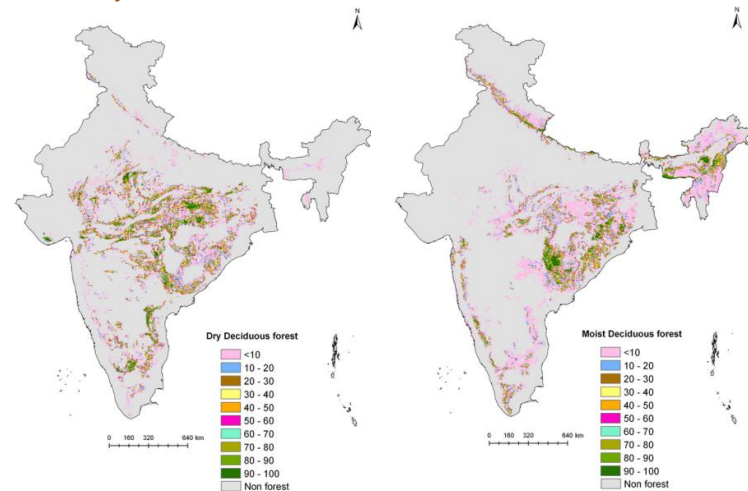 N
N
Dry Deciduous forest
<10
10 - 20
20 - 30
30 - 40
40 - 50
50 - 60
60 - 70
70 - 80
80 - 90
90 - 100
Non forest
0 160 320 640 km
Moist Deciduous forest
<10
10 - 20
20 - 30
30 - 40
40 - 50
50 - 60
60 - 70
70 - 80
80 - 90
90 - 100
Non forest
0 160 320 640 km